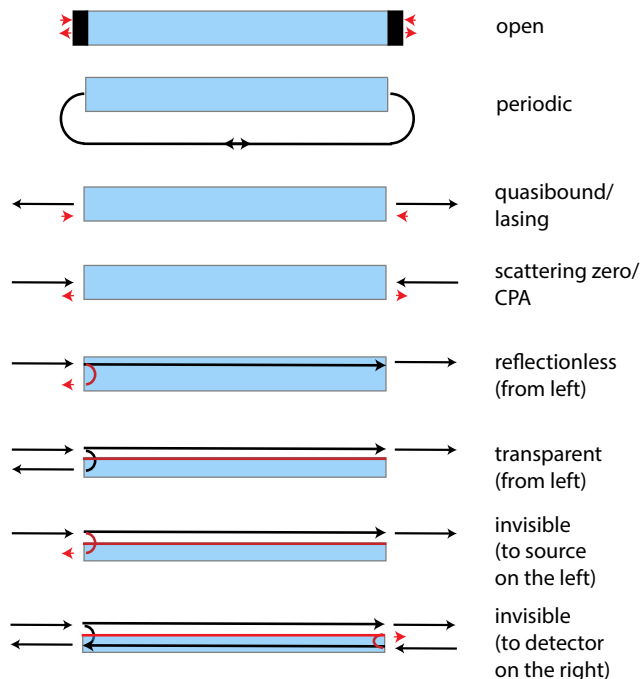 open
periodic
quasibound/
lasing
scattering zero/
CPA
reflectionless
(from left)
transparent
(from left)
invisible
(to source
on the left)
invisible
(to detector
on the right)